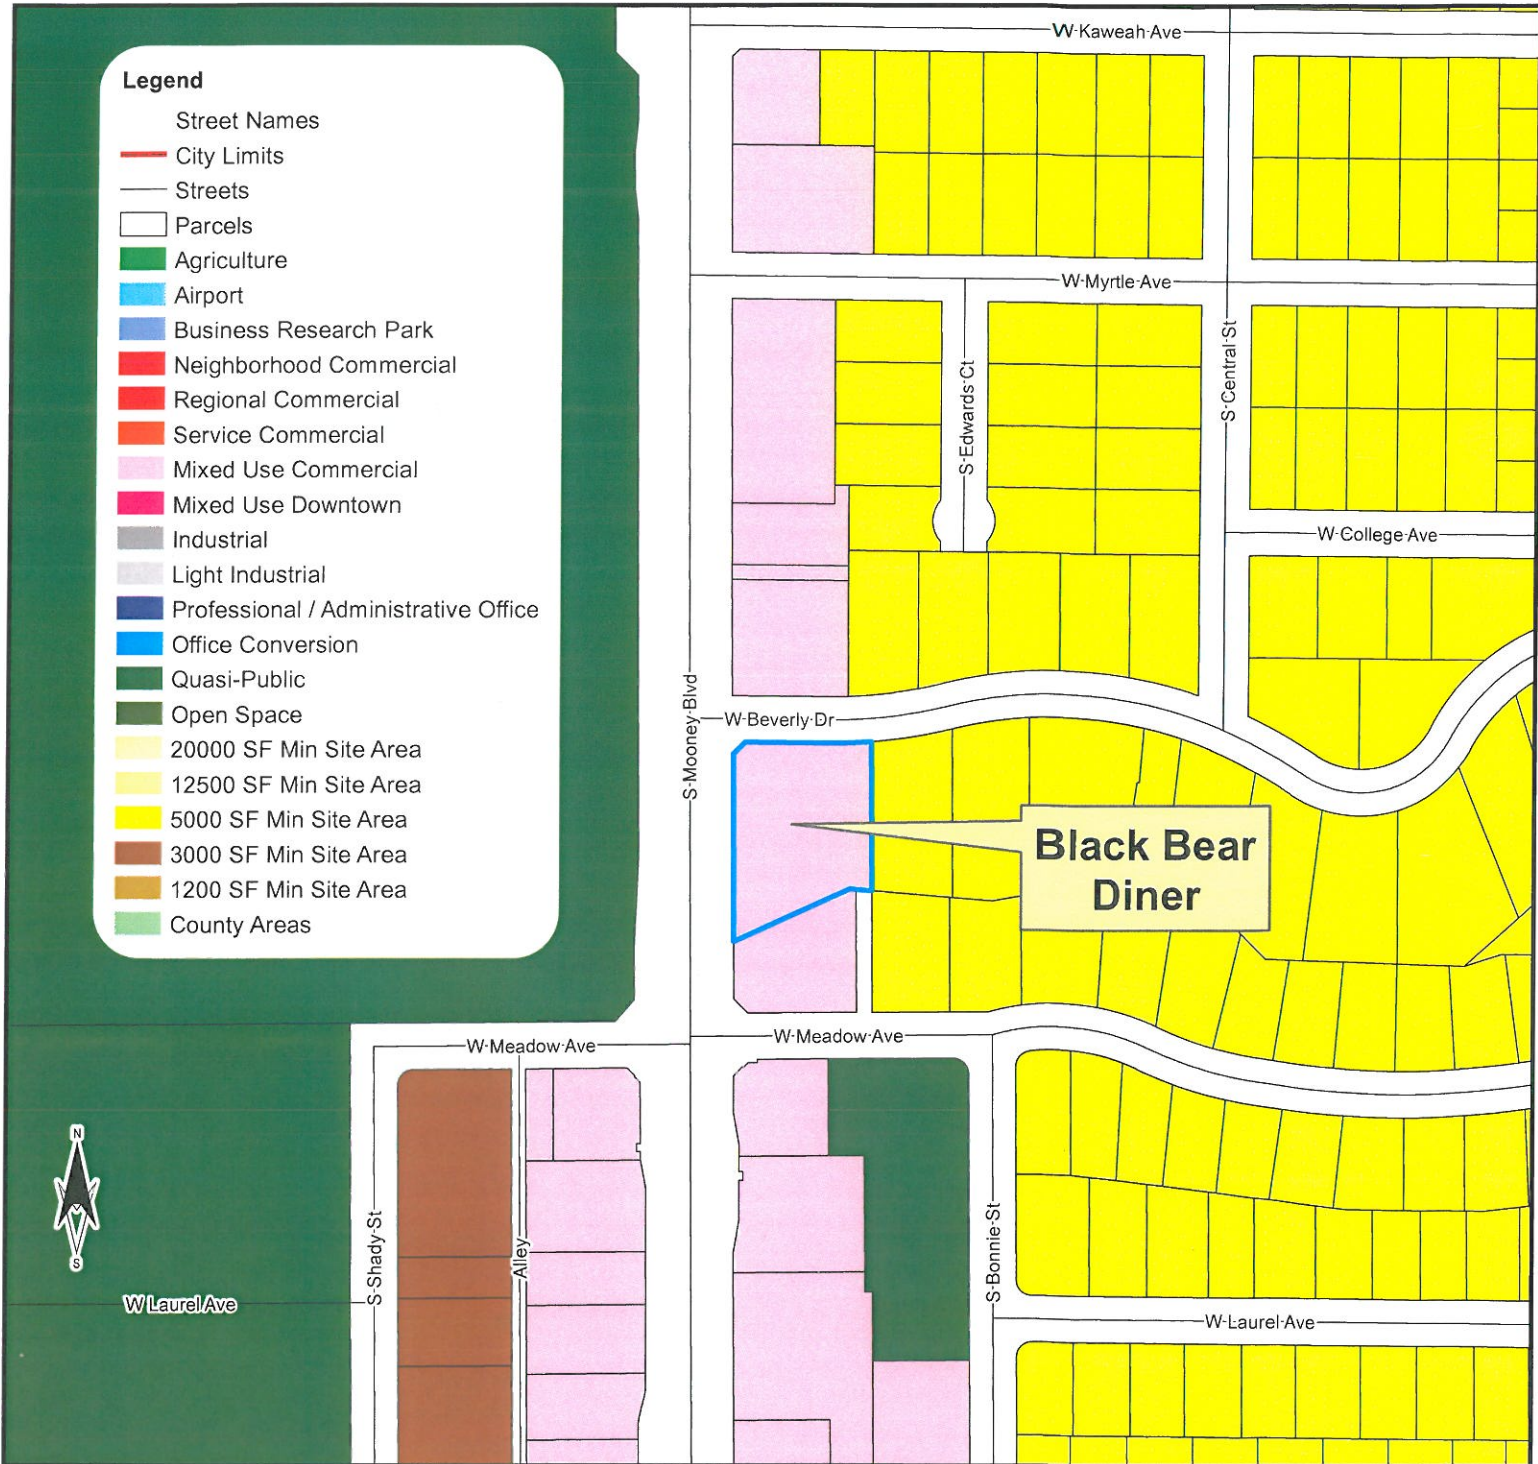 Legend
Street Names
City Limits
Streets
Parcels
Agriculture
Airport
Business Research Park
Neighborhood Commercial
Regional Commercial
Service Commercial
Mixed Use Commercial
Mixed Use Downtown
Industrial
Light Industrial
Professional / Administrative Office
Office Conversion
Quasi-Public
Open Space
20000 SF Min Site Area
12500 SF Min Site Area
5000 SF Min Site Area
3000 SF Min Site Area
1200 SF Min Site Area
County Areas
W Kaweah Ave
W Myrtle Ave
S Central St
S Edwards Ct
W College Ave
S Mooney Blvd
W Beverly Dr
Black Bear
Diner
W Meadow Ave
W Meadow Ave
N
S
S Shady St
Alley
S Bonnie St
W Laurel Ave
W Laurel Ave